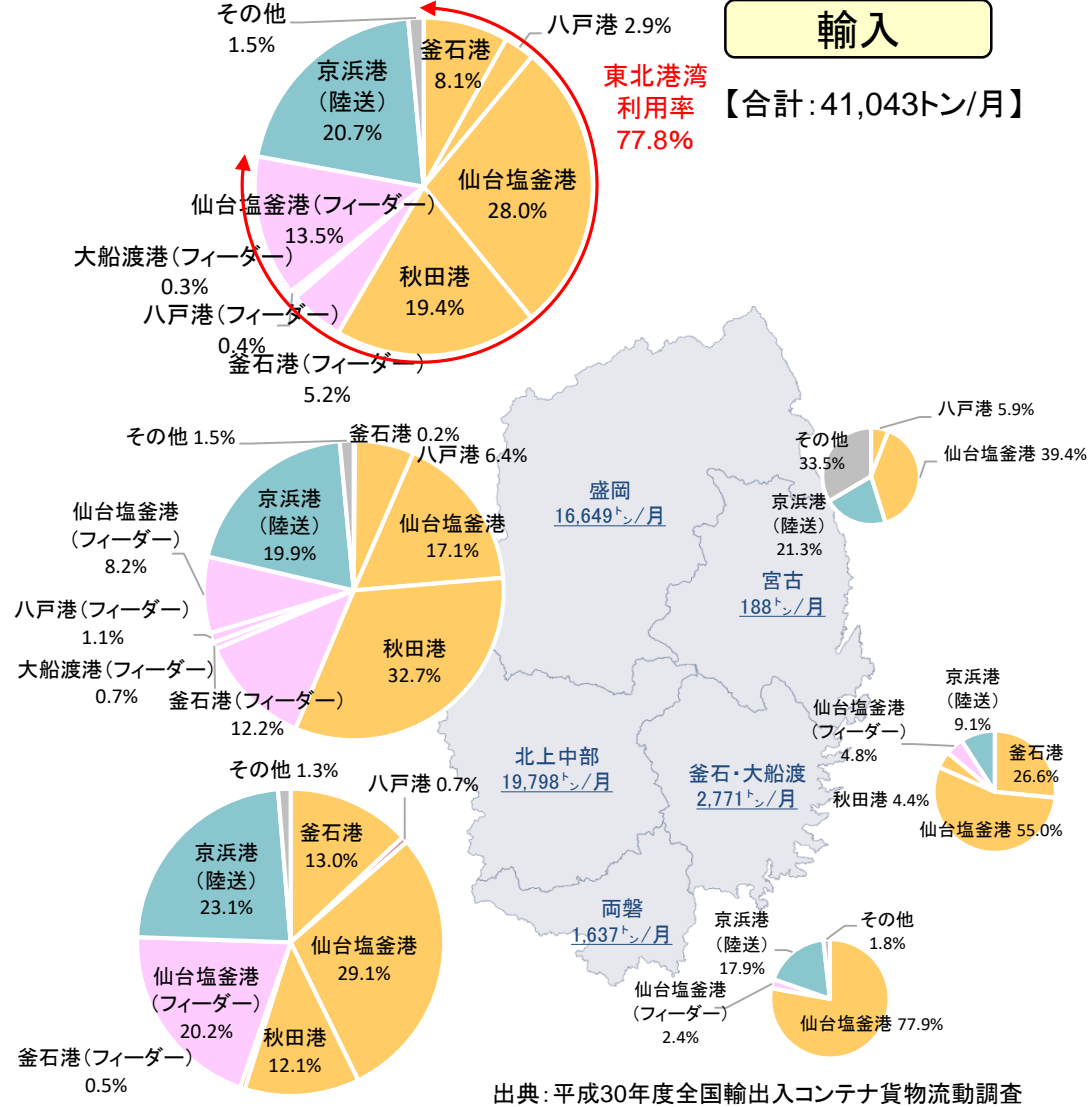 輸入
【合計：41,043トン/月】
その他
1.5%
釜石港
8.1%
八戸港 2.9%
京浜港
（陸送）
20.7%
東北港湾
利用率
77.8%
仙台塩釜港
28.0%
仙台塩釜港（フィーダー）
13.5%
大船渡港（フィーダー）
0.3%
秋田港
19.4%
八戸港（フィーダー）
0.4%
釜石港（フィーダー）
5.2%
その他 1.5%
釜石港 0.2%
八戸港 6.4%
京浜港
（陸送）
19.9%
仙台塩釜港
17.1%
仙台塩釜港
（フィーダー）
8.2%
八戸港（フィーダー）
1.1%
大船渡港（フィーダー）
0.7%
秋田港
32.7%
釜石港（フィーダー）
12.2%
盛岡
16,649㌧/月
八戸港 5.9%
その他
33.5%
仙台塩釜港 39.4%
京浜港
（陸送）
21.3%
宮古
188㌧/月
北上中部
19,798㌧/月
釜石・大船渡
2,771㌧/月
京浜港
（陸送）
9.1%
仙台塩釜港
（フィーダー）
4.8%
釜石港
26.6%
秋田港 4.4%
仙台塩釜港 55.0%
その他 1.3%
八戸港 0.7%
釜石港
13.0%
京浜港
（陸送）
23.1%
仙台塩釜港
29.1%
仙台塩釜港
（フィーダー）
20.2%
秋田港
12.1%
釜石港（フィーダー）
0.5%
両磐
1,637㌧/月
京浜港
（陸送）
17.9%
その他
1.8%
仙台塩釜港
（フィーダー）
2.4%
仙台塩釜港 77.9%
出典：平成30年度全国輸出入コンテナ貨物流動調査